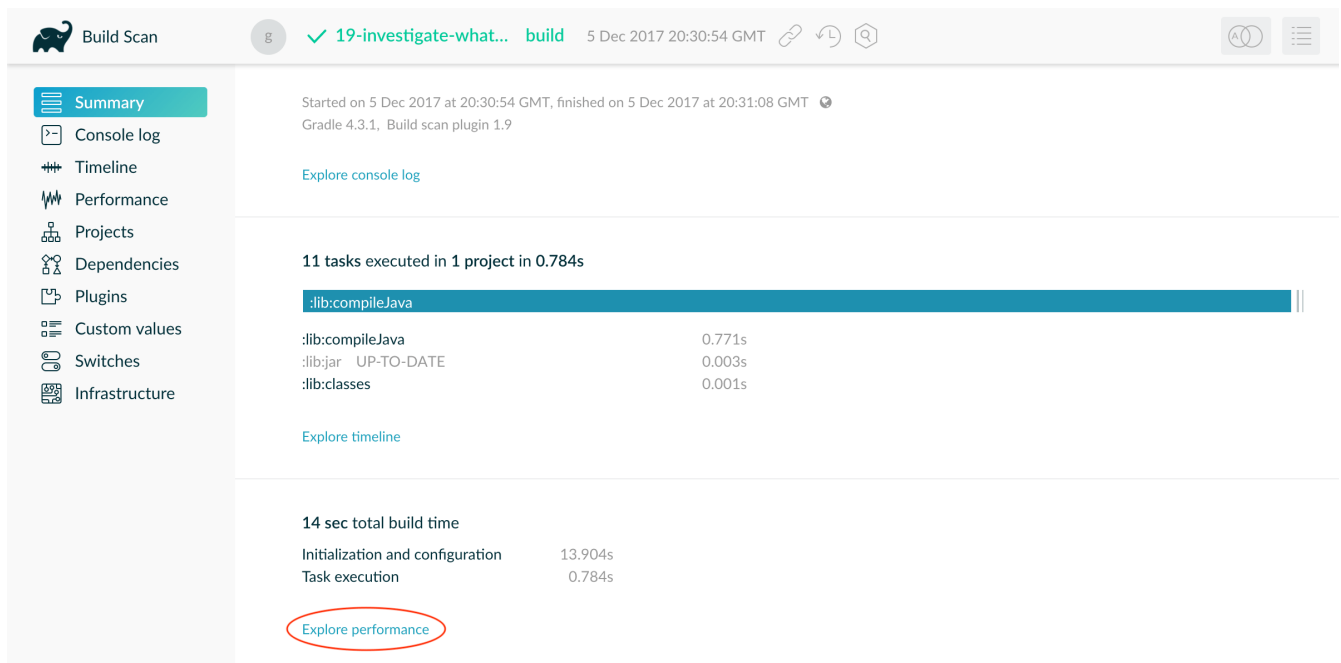 Build Scan
g 19-investigate-what... build 5 Dec 2017 20:30:54 GMT
A
Summary
Console log
Timeline
Performance
Projects
Dependencies
Plugins
Custom values
Switches
Infrastructure
Started on 5 Dec 2017 at 20:30:54 GMT, finished on 5 Dec 2017 at 20:31:08 GMT
Gradle 4.3.1, Build scan plugin 1.9
Explore console log
11 tasks executed in 1 project in 0.784s
:lib:compileJava
:lib:compileJava 0.771s
:lib:jar UP-TO-DATE 0.003s
:lib:classes 0.001s
Explore timeline
14 sec total build time
Initialization and configuration 13.904s
Task execution 0.784s
Explore performance